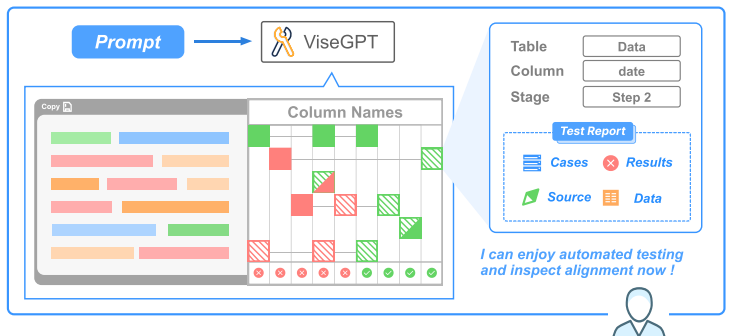 Prompt
ViseGPT
Copy
Column Names
Table
Data
Column
date
Stage
Step 2
Test Report
Cases
Results
Source
Data
I can enjoy automated testing
and inspect alignment now !